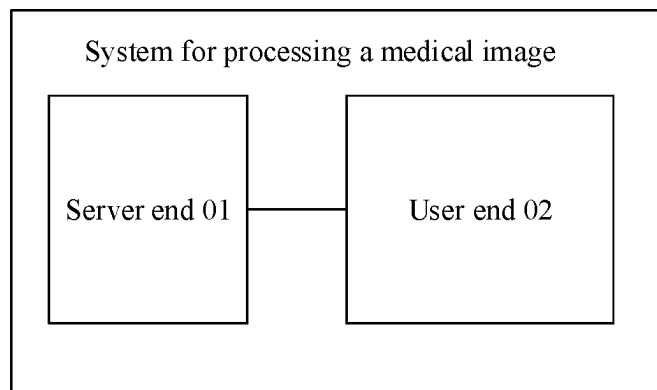 System for processing a medical image
Server end 01
User end 02